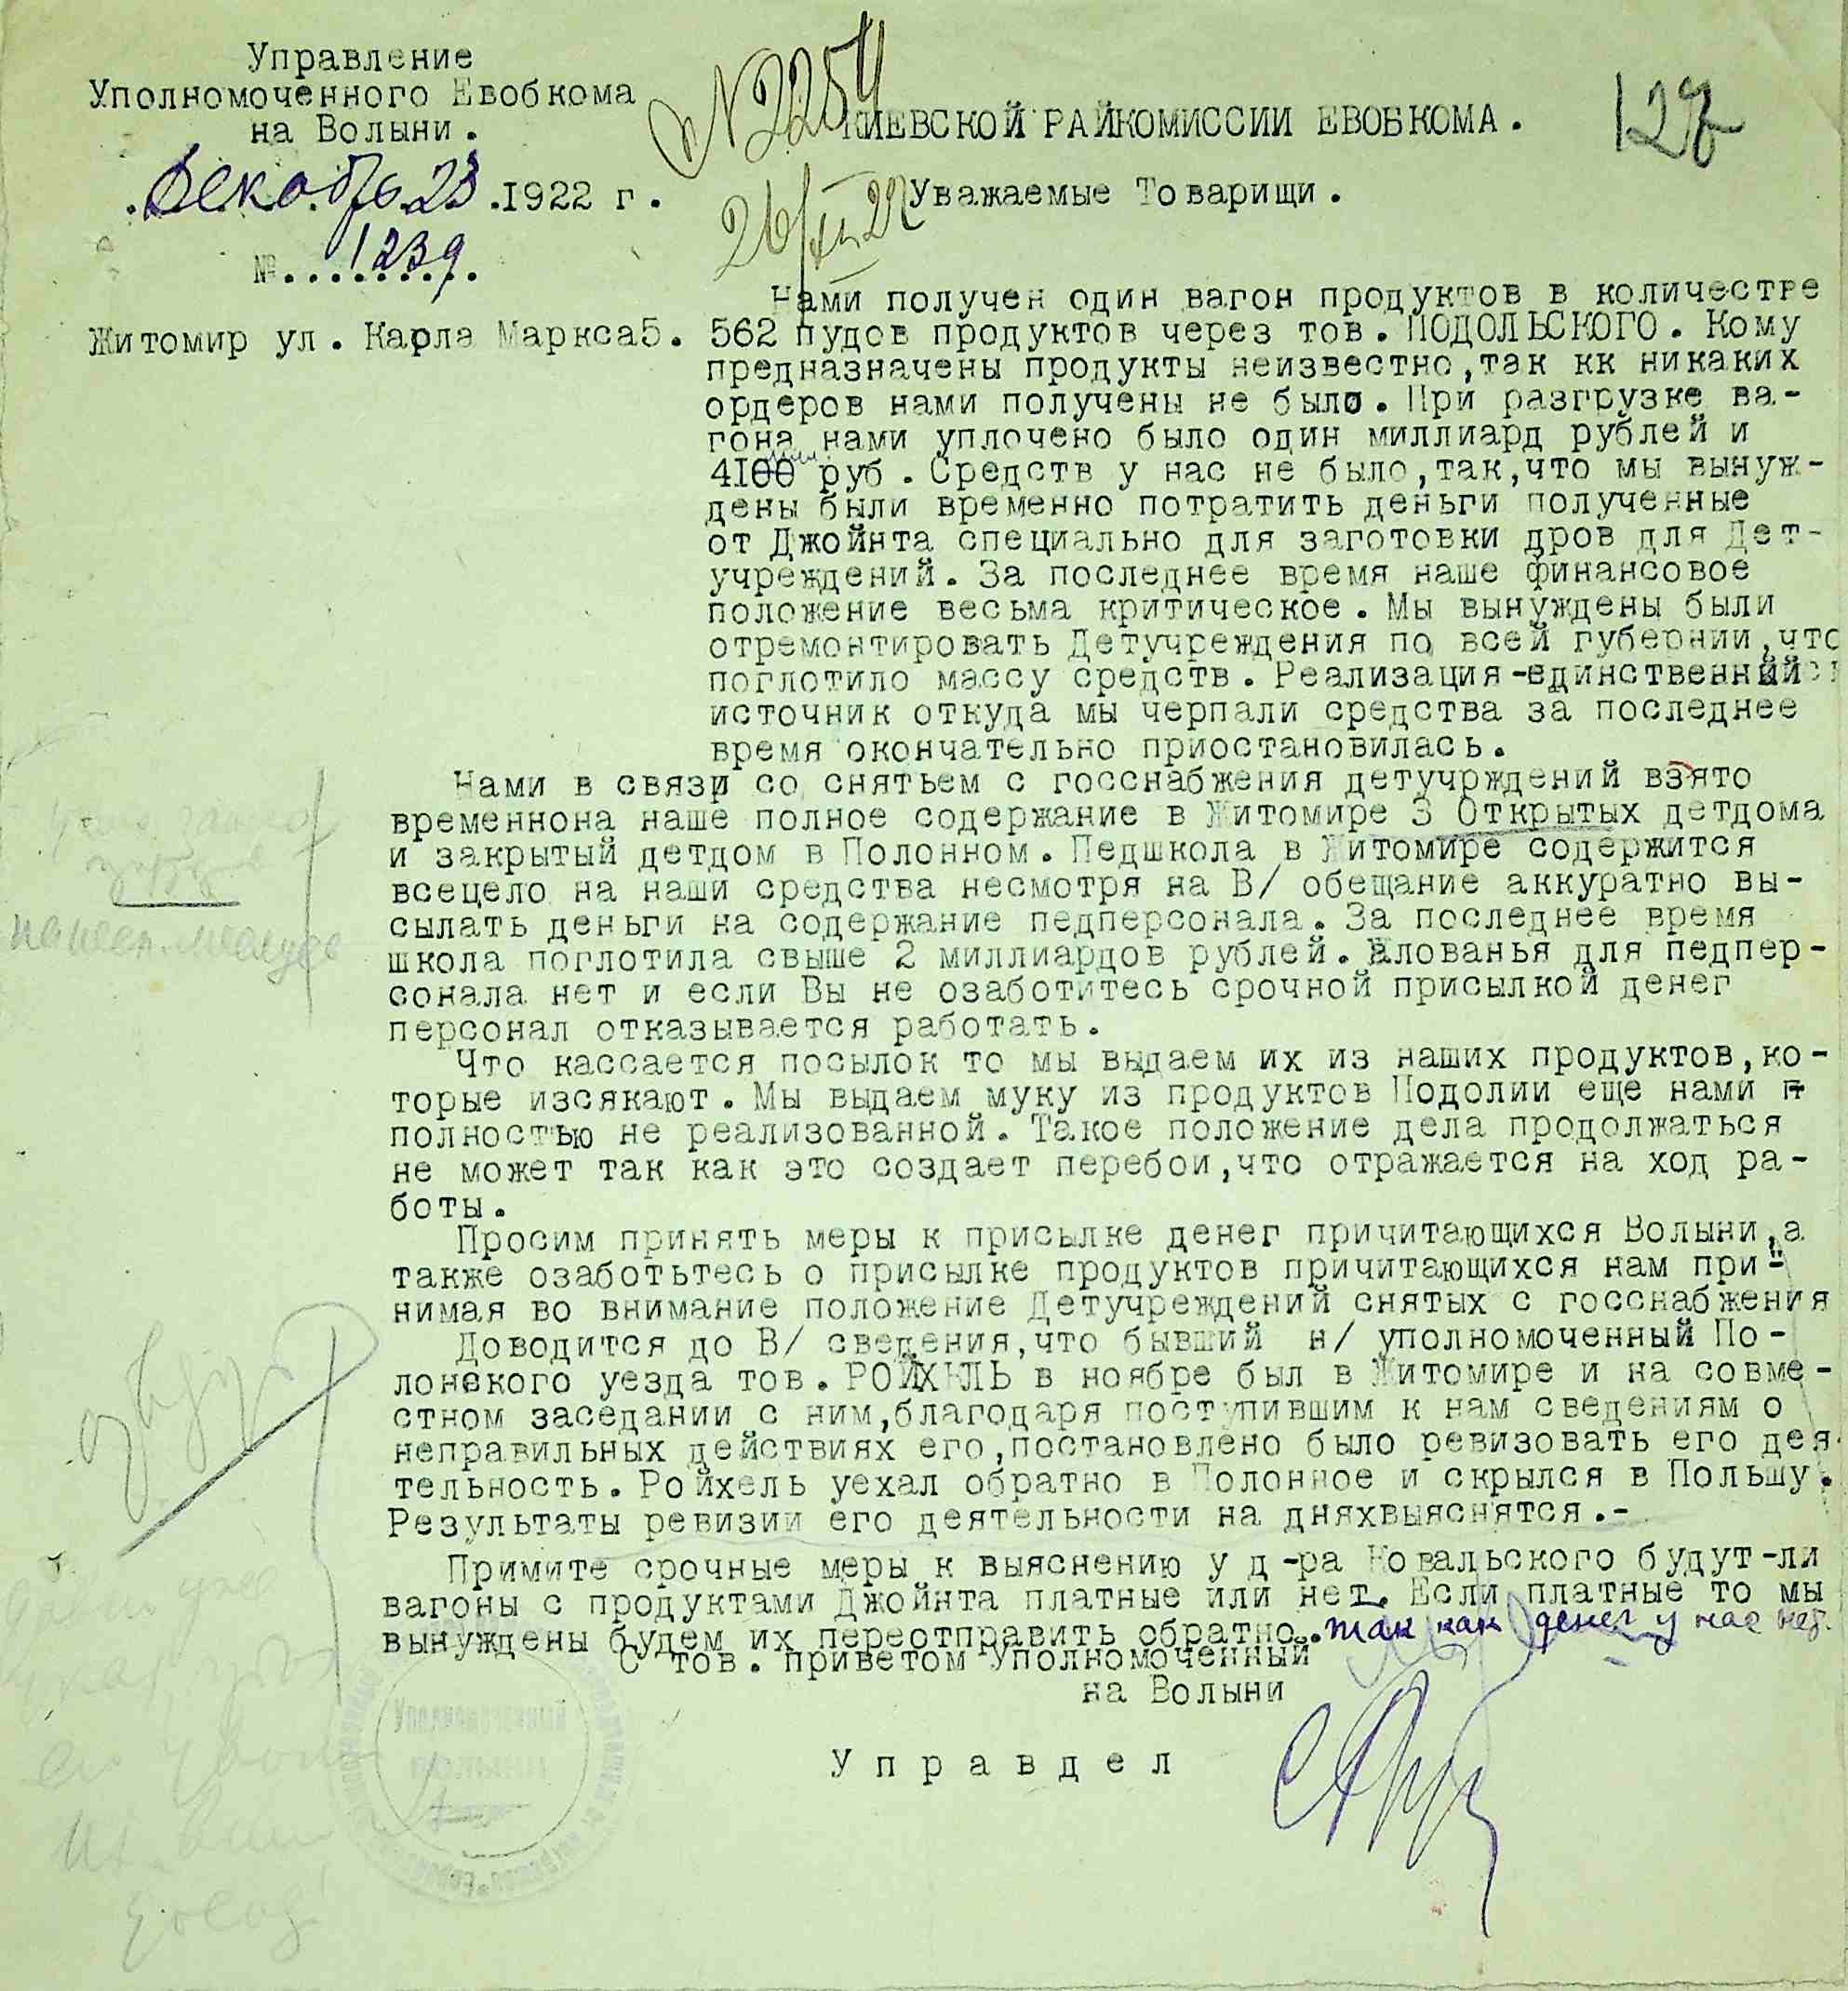 Управление
Уполномоченного Евобкома
на Волыни.
Декабрь 23.1922 г.
№ 1239.
Житомир ул. Карла Маркса5.
№2254
26/XII 22
КИЕВСКОЙ РАЙКОМИССИИ ЕВОБКОМА.
Уважаемые Товарищи.
Нами получен один вагон продуктов в количестве
562 пудов продуктов через тов. ПОДОЛЬСКОГО. Кому
предназначены продукты неизвестно,так кк никаких
ордеров нами получены не было. При разгрузке ва-
гона нами уплочено было один миллиард рублей и
4100 руб. Средств у нас не было,так,что мы вынуж-
дены были временно потратить деньги полученные
от Джойнта специально для заготовки дров для Дет-
учреждений. За последнее время наше финансовое
положение весьма критическое. Мы вынуждены были
отремонтировать Детучреждения по всей губернии,что
поглотило массу средств. Реализация-единственный
источник откуда мы черпали средства за последнее
время окончательно приостановилась.
Нами в связи со снятьем с госснабжения детучрждений взято
временнона наше полное содержание в Житомире 3 Открытых детдома
и закрытый детдом в Полонном. Педшкола в Житомире содержится
всецело на наши средства несмотря на В/ обещание аккуратно вы-
сылать деньги на содержание педперсонала. За последнее время
школа поглотила свыше 2 миллиардов рублей. Жлованья для педпер-
сонала нет и если Вы не озаботитесь срочной присылкой денег
персонал отказывается работать.
Что кассается посылок то мы выдаем их из наших продуктов,ко-
торые изсякают. Мы выдаем муку из продуктов Подолии еще нами п
полностью не реализованной. Такое положение дела продолжаться
не может так как это создает перебои,что отражается на ход ра-
боты.
Просим принять меры к присылке денег причитающихся Волыни,а
также озаботьтесь о присылке продуктов причитающихся нам при-
нимая во внимание положение Детучреждений снятых с госснабжения
Доводится до В/ сведения,что бывший н/ уполномоченный По-
лонского уезда тов. РОЙХЕЛЬ в ноябре был в Житомире и на совме-
стном заседании с ним,благодаря поступившим к нам сведениям о
неправильных действиях его,постановлено было ревизовать его дея-
тельность. Ройхель уехал обратно в Полонное и скрылся в Польшу.
Результаты ревизии его деятельности на дняхвыяснятся.-
Примите срочные меры к выяснению у д-ра Ковальского будут-ли
вагоны с продуктами Джойнта платные или нет. Если платные то мы
вынуждены будем их переотправить обратно. так как денег у нас нет.
С тов. приветом Уполномоченный
на Волыни
Управдел
Уполномоченный